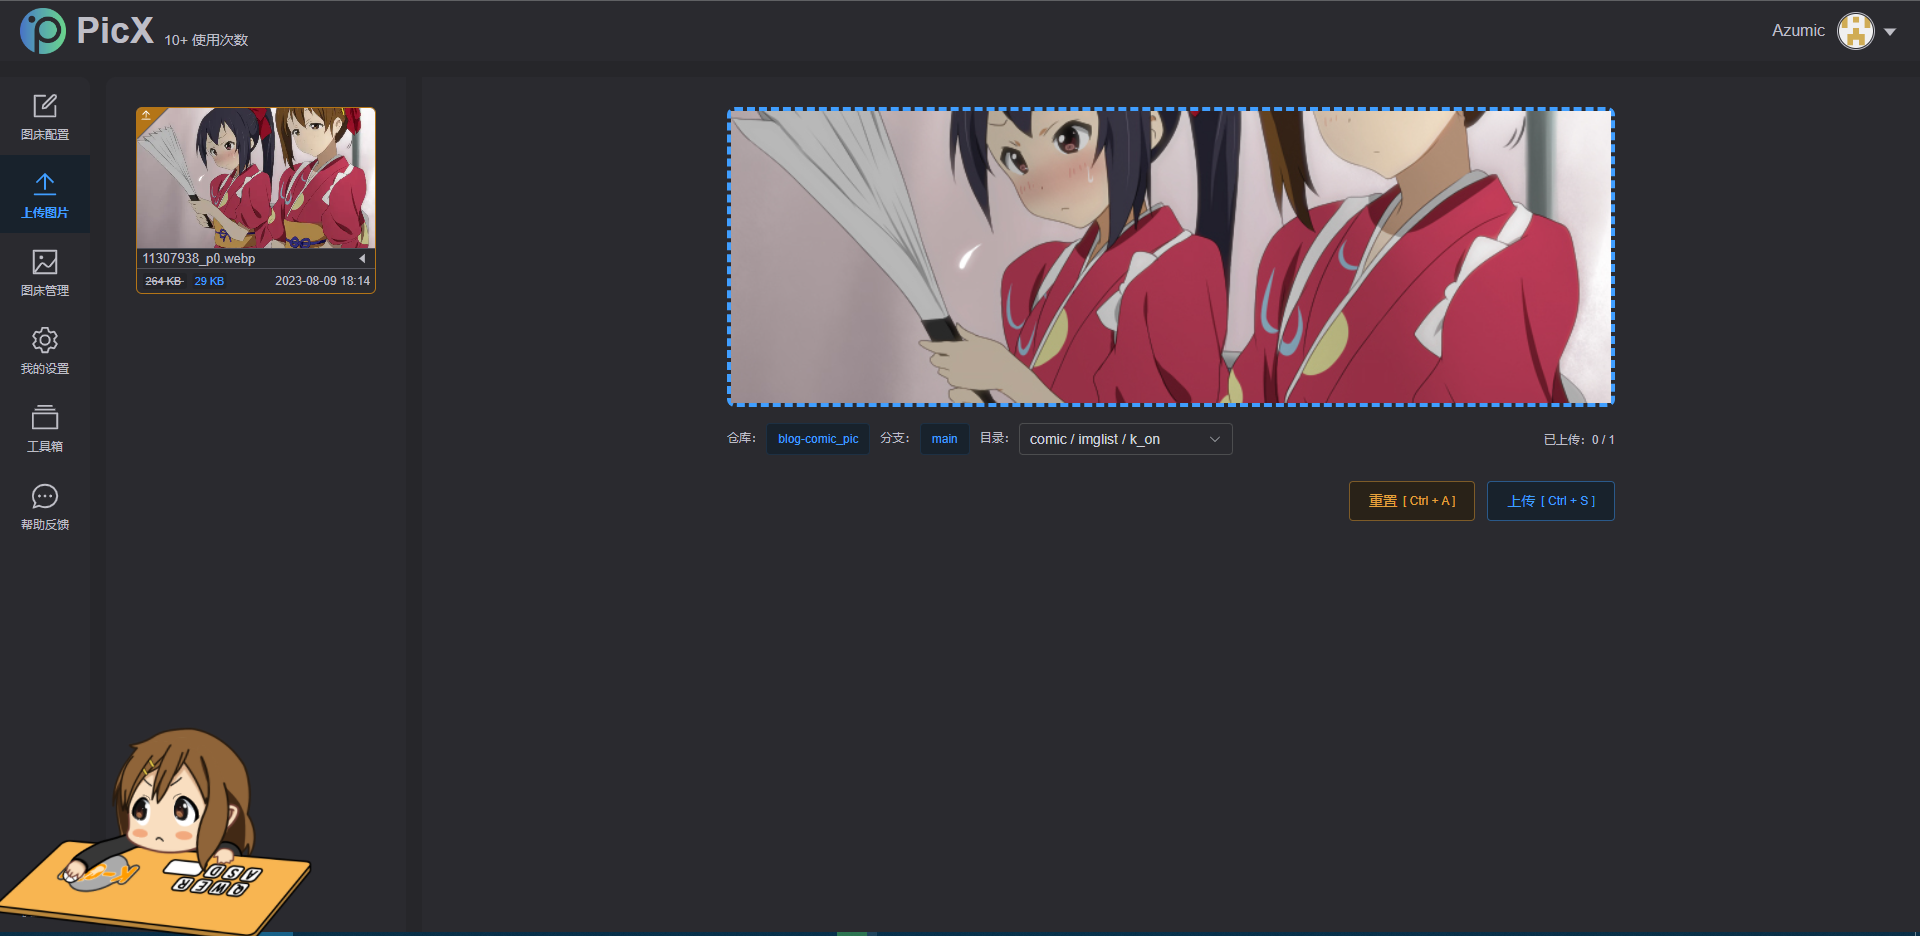 PicX 10+ 使用次数
Azumic
图床配置
上传图片
图床管理
我的设置
工具箱
帮助反馈
11307938_p0.webp
264 KB 29 KB 2023-08-09 18:14
仓库： blog-comic_pic 分支： main 目录： comic / imglist / k_on 已上传：0 / 1
重置 [ Ctrl + A ] 上传 [ Ctrl + S ]
A S D
Q W E R